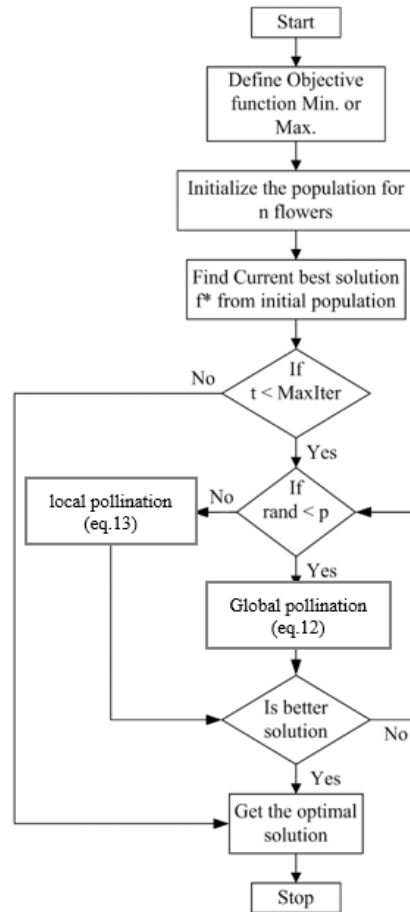 Start
Define Objective
function Min. or
Max.
Initialize the population for
n flowers
Find Current best solution
f* from initial population
No
If
t < MaxIter
Yes
local pollination
(eq.13)
No
If
rand < p
Yes
Global pollination
(eq.12)
Is better
solution
No
Yes
Get the optimal
solution
Stop